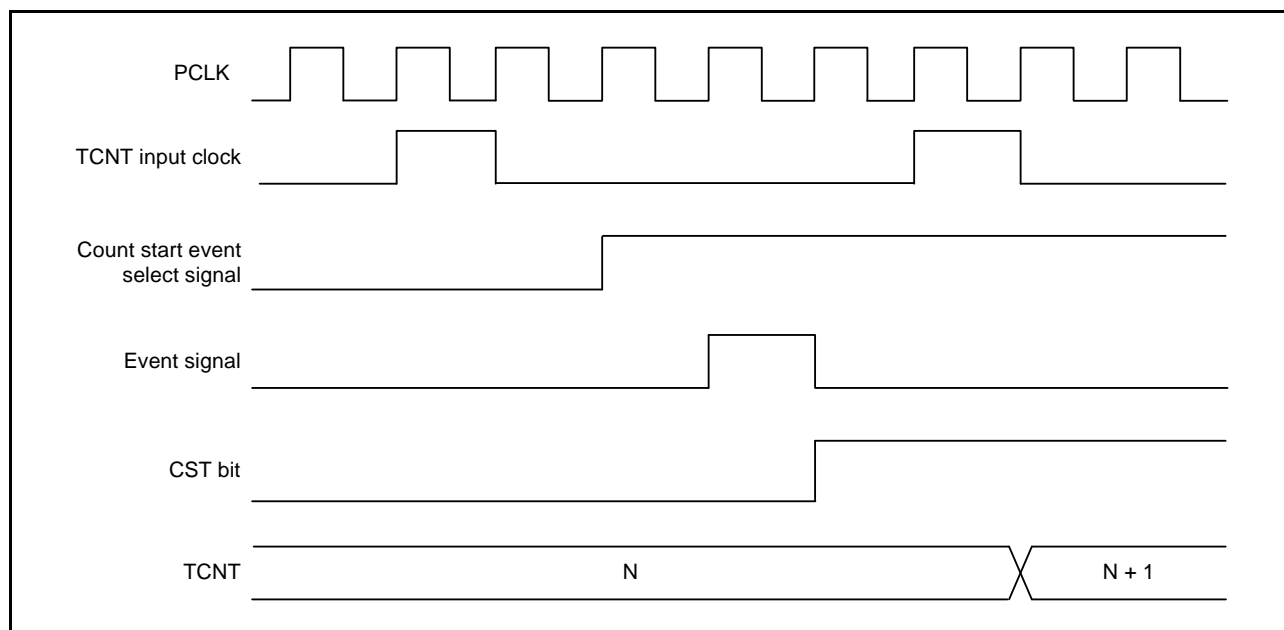 PCLK
TCNT input clock
Count start event
select signal
Event signal
CST bit
TCNT
N
N + 1